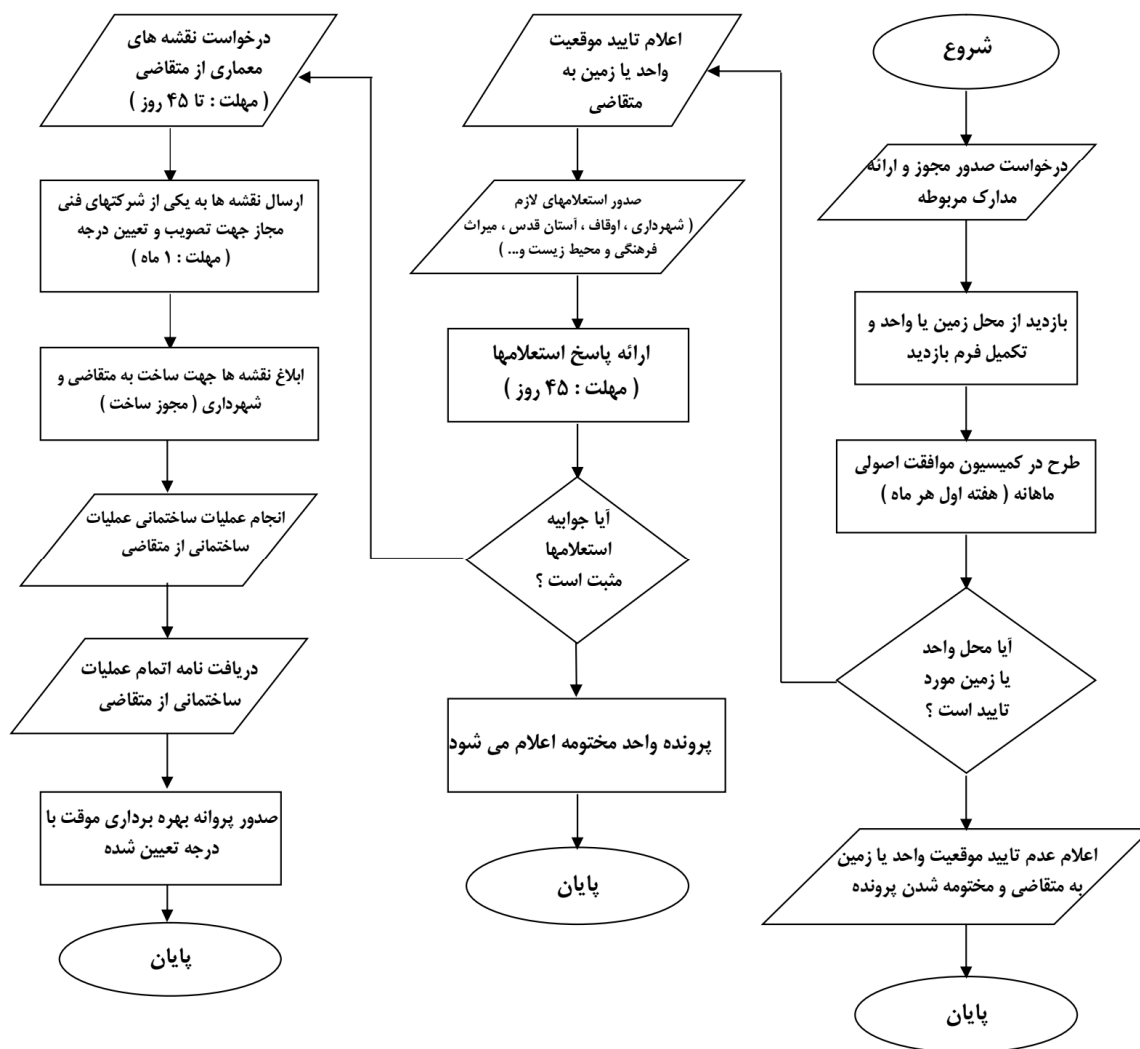 شروع
درخواست صدور مجوز و ارائه
مدارک مربوطه
بازدید از محل زمین یا واحد و
تکمیل فرم بازدید
طرح در کمیسیون موافقت اصولی
ماهانه ( هفته اول هر ماه )
آیا محل واحد
یا زمین مورد
تایید است ؟
اعلام عدم تایید موقعیت واحد یا زمین
به متقاضی و مختومه شدن پرونده
پایان
اعلام تایید موقعیت
واحد یا زمین به
متقاضی
صدور استعلامهای لازم
( شهرداری ، اوقاف ، آستان قدس ، میراث
فرهنگی و محیط زیست و... )
ارائه پاسخ استعلامها
( مهلت : ۴۵ روز )
آیا جوابیه
استعلامها
مثبت است ؟
پرونده واحد مختومه اعلام می شود
پایان
درخواست نقشه های
معماری از متقاضی
( مهلت : تا ۴۵ روز )
ارسال نقشه ها به یکی از شرکتهای فنی
مجاز جهت تصویب و تعیین درجه
( مهلت : ۱ ماه )
ابلاغ نقشه ها جهت ساخت به متقاضی و
شهرداری ( مجوز ساخت )
انجام عملیات ساختمانی عملیات
ساختمانی از متقاضی
دریافت نامه اتمام عملیات
ساختمانی از متقاضی
صدور پروانه بهره برداری موقت با
درجه تعیین شده
پایان